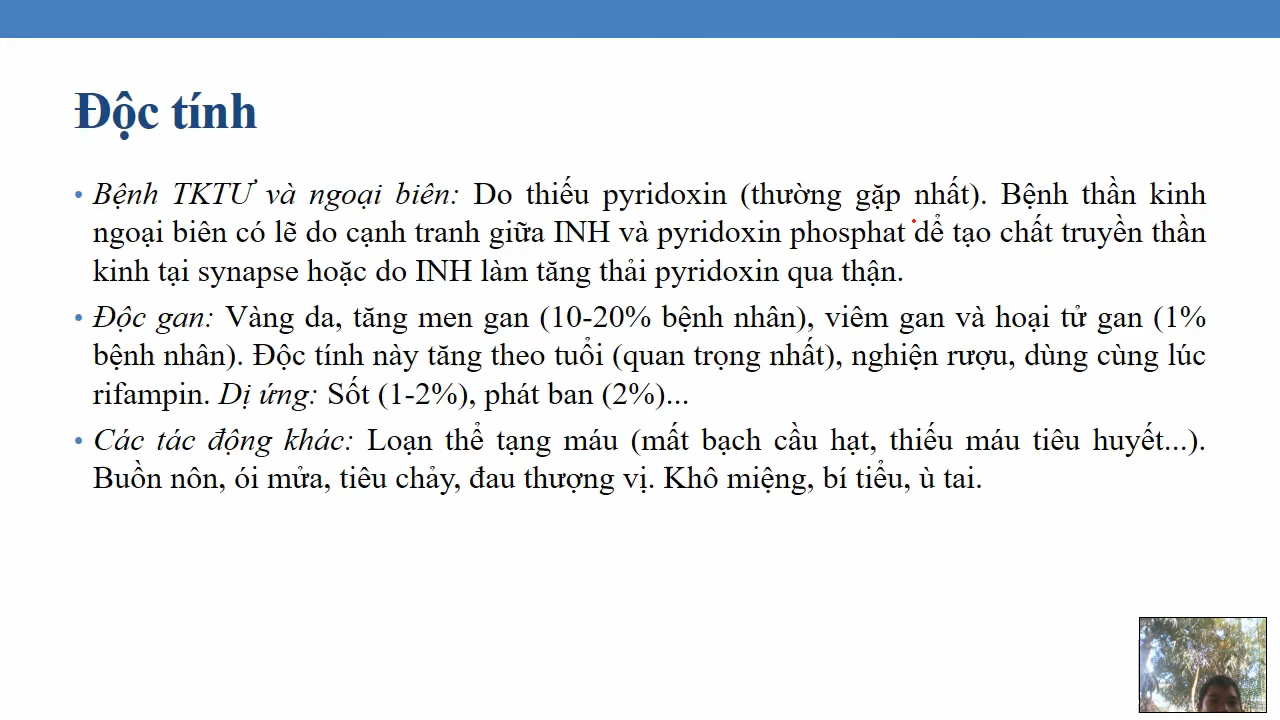 Độc tính
• Bệnh TKTƯ và ngoại biên: Do thiếu pyridoxin (thường gặp nhất). Bệnh thần kinh
ngoại biên có lẽ do cạnh tranh giữa INH và pyridoxin phosphat dể tạo chất truyền thần
kinh tại synapse hoặc do INH làm tăng thải pyridoxin qua thận.
• Độc gan: Vàng da, tăng men gan (10-20% bệnh nhân), viêm gan và hoại tử gan (1%
bệnh nhân). Độc tính này tăng theo tuổi (quan trọng nhất), nghiện rượu, dùng cùng lúc
rifampin. Dị ứng: Sốt (1-2%), phát ban (2%)...
• Các tác động khác: Loạn thể tạng máu (mất bạch cầu hạt, thiếu máu tiêu huyết...).
Buồn nôn, ói mửa, tiêu chảy, đau thượng vị. Khô miệng, bí tiểu, ù tai.